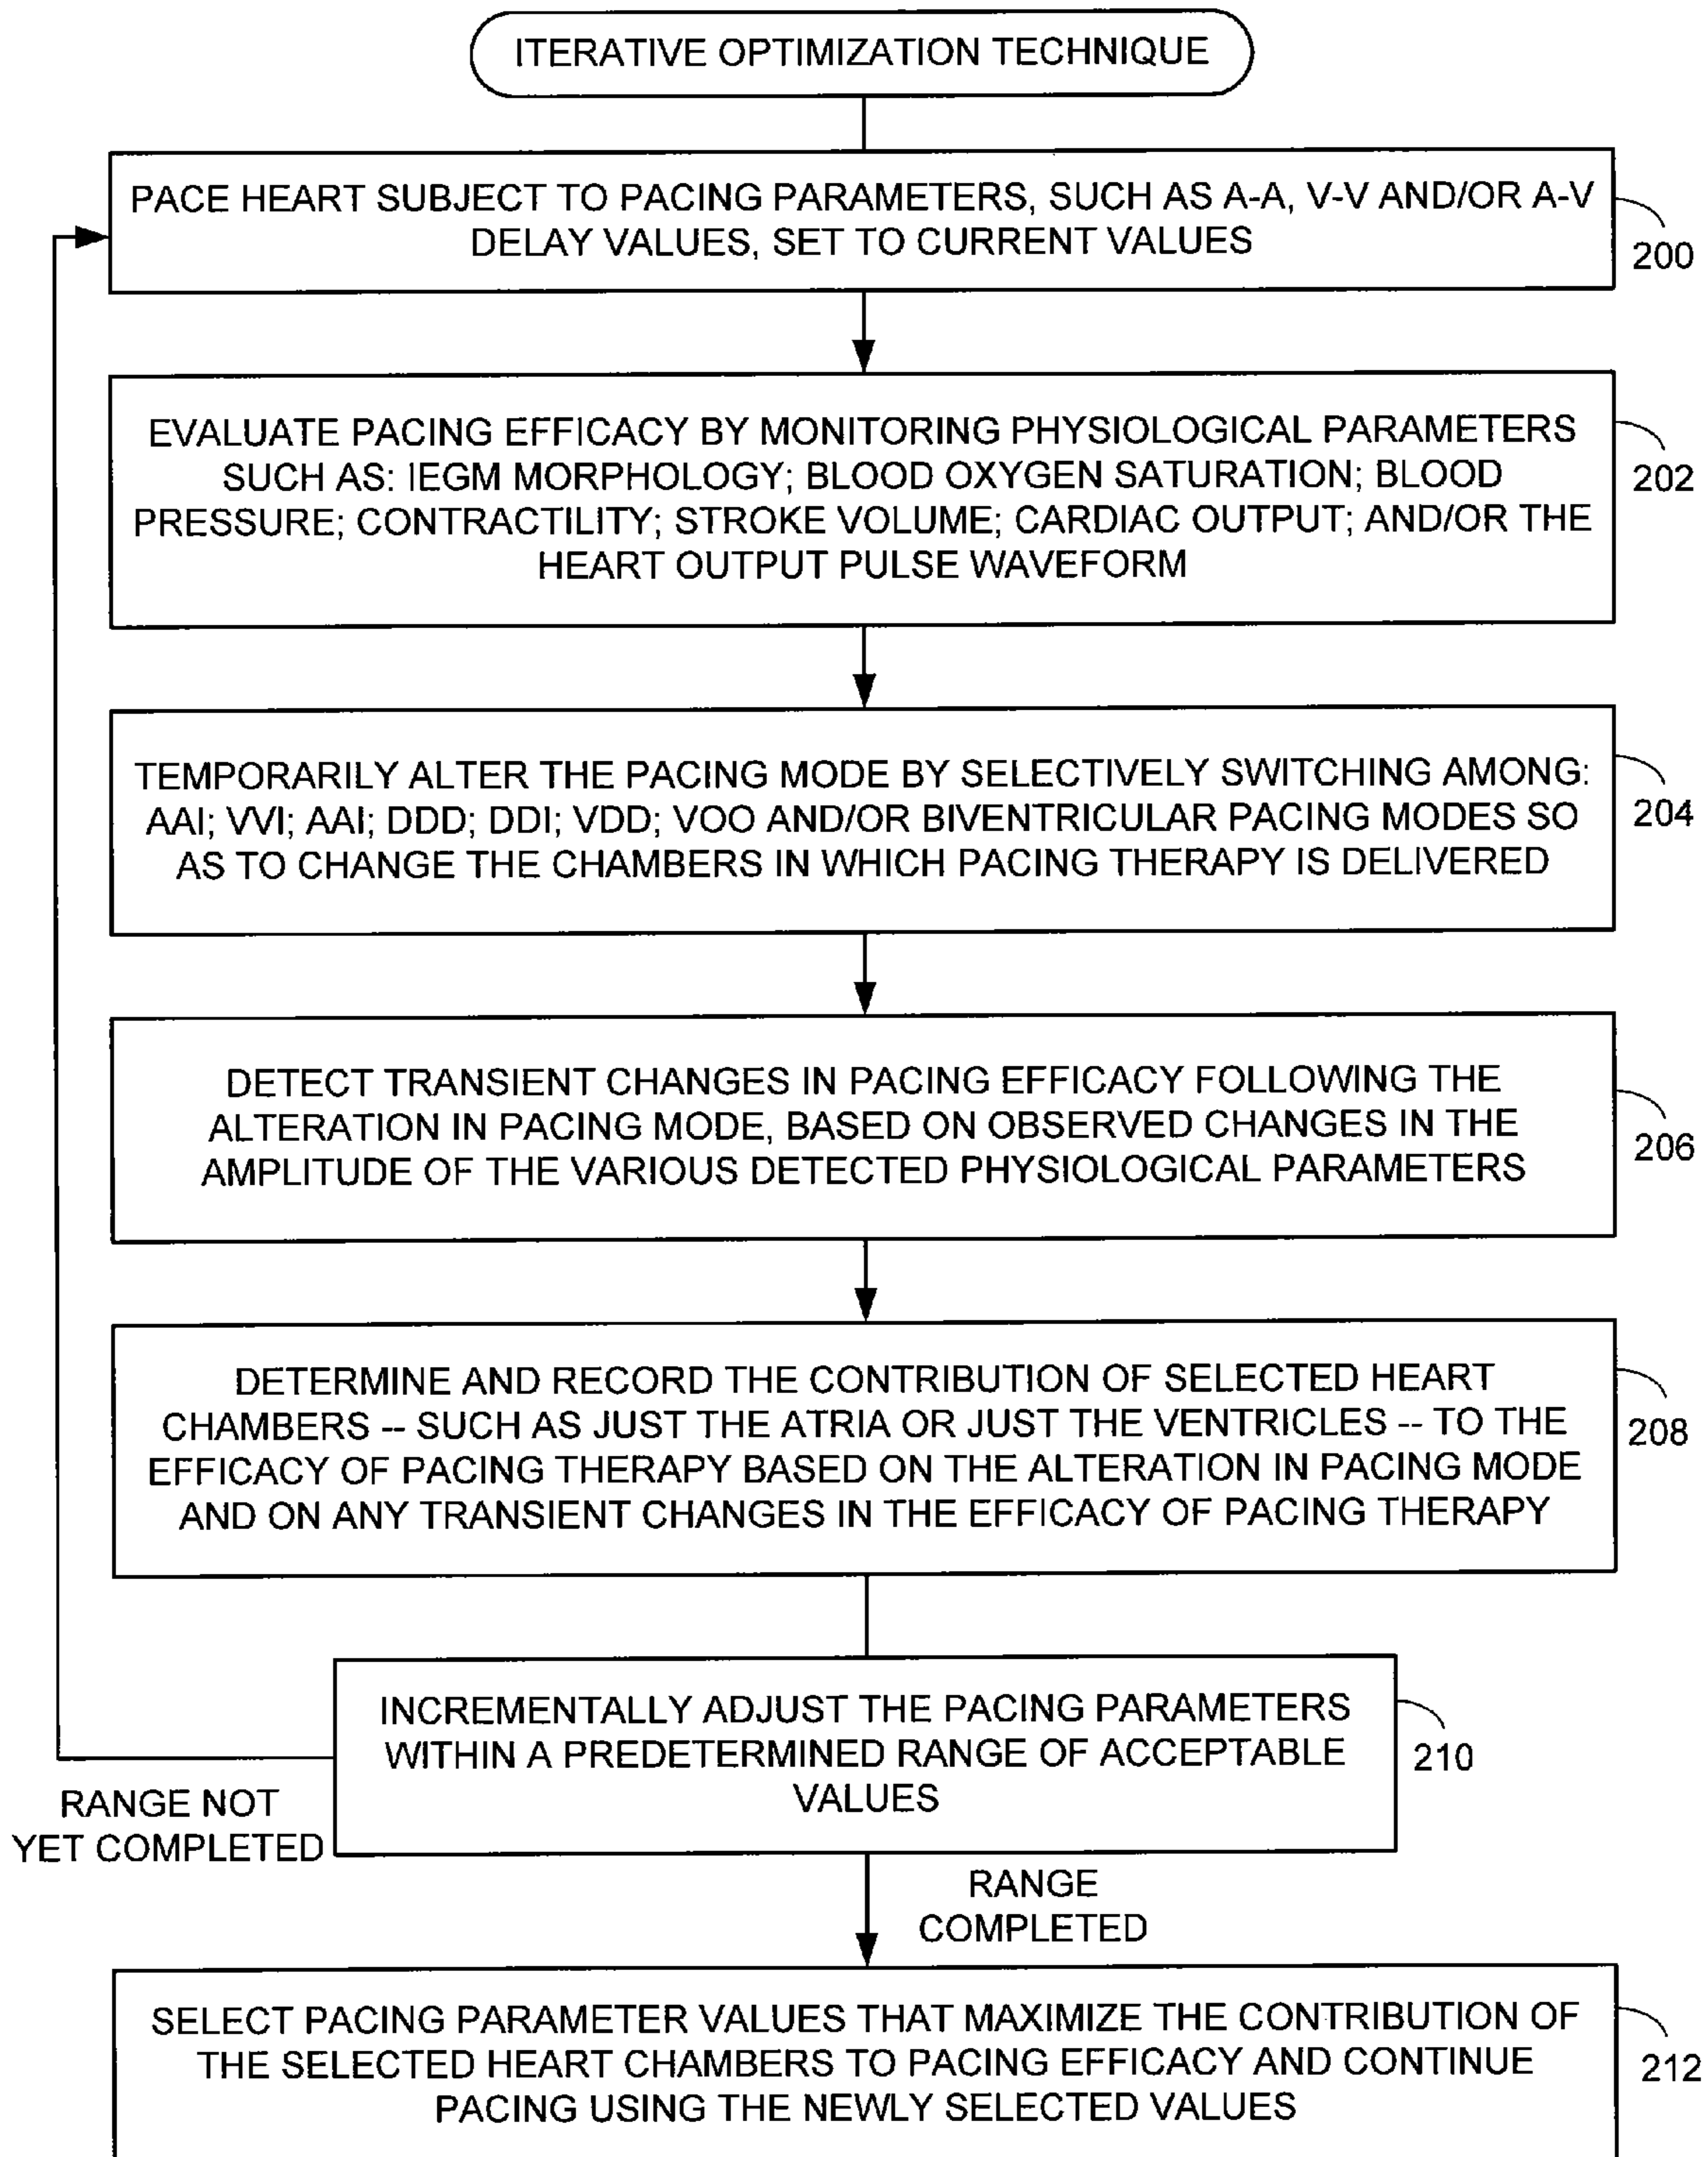 ITERATIVE OPTIMIZATION TECHNIQUE
PACE HEART SUBJECT TO PACING PARAMETERS, SUCH AS A-A, V-V AND/OR A-V
DELAY VALUES, SET TO CURRENT VALUES
200
EVALUATE PACING EFFICACY BY MONITORING PHYSIOLOGICAL PARAMETERS
SUCH AS: IEGM MORPHOLOGY; BLOOD OXYGEN SATURATION; BLOOD
PRESSURE; CONTRACTILITY; STROKE VOLUME; CARDIAC OUTPUT; AND/OR THE
HEART OUTPUT PULSE WAVEFORM
202
TEMPORARILY ALTER THE PACING MODE BY SELECTIVELY SWITCHING AMONG:
AAI; VVI; AAI; DDD; DDI; VDD; VOO AND/OR BIVENTRICULAR PACING MODES SO
AS TO CHANGE THE CHAMBERS IN WHICH PACING THERAPY IS DELIVERED
204
DETECT TRANSIENT CHANGES IN PACING EFFICACY FOLLOWING THE
ALTERATION IN PACING MODE, BASED ON OBSERVED CHANGES IN THE
AMPLITUDE OF THE VARIOUS DETECTED PHYSIOLOGICAL PARAMETERS
206
DETERMINE AND RECORD THE CONTRIBUTION OF SELECTED HEART
CHAMBERS -- SUCH AS JUST THE ATRIA OR JUST THE VENTRICLES -- TO THE
EFFICACY OF PACING THERAPY BASED ON THE ALTERATION IN PACING MODE
AND ON ANY TRANSIENT CHANGES IN THE EFFICACY OF PACING THERAPY
208
INCREMENTALLY ADJUST THE PACING PARAMETERS
WITHIN A PREDETERMINED RANGE OF ACCEPTABLE
VALUES
210
RANGE NOT
YET COMPLETED
RANGE
COMPLETED
SELECT PACING PARAMETER VALUES THAT MAXIMIZE THE CONTRIBUTION OF
THE SELECTED HEART CHAMBERS TO PACING EFFICACY AND CONTINUE
PACING USING THE NEWLY SELECTED VALUES
212